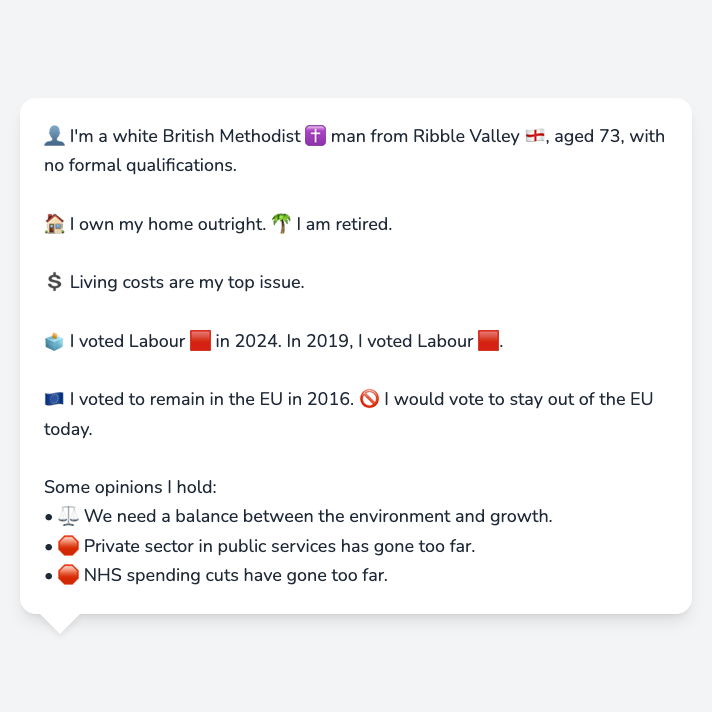 👤 I'm a white British Methodist ✝️ man from Ribble Valley 🏴󠁧󠁢󠁥󠁮󠁧󠁿, aged 73, with
no formal qualifications.
🏠 I own my home outright. 🌴 I am retired.
💲 Living costs are my top issue.
🗳️ I voted Labour 🟥 in 2024. In 2019, I voted Labour 🟥.
🇪🇺 I voted to remain in the EU in 2016. 🚫 I would vote to stay out of the EU
today.
Some opinions I hold:
• ⚖️ We need a balance between the environment and growth.
• 🛑 Private sector in public services has gone too far.
• 🛑 NHS spending cuts have gone too far.